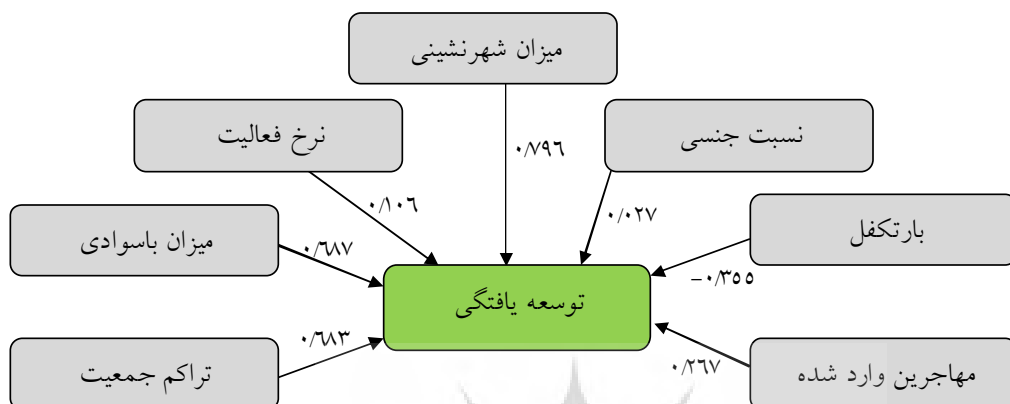 میزان شهرنشینی
نرخ فعالیت
نسبت جنسی
۰/۷۹۶
۰/۱۰۶
۰/۰۲۷
میزان باسوادی
بارتکفل
۰/۶۸۷
-۰/۳۵۵
توسعه یافتگی
۰/۶۸۳
۰/۲۶۷
تراکم جمعیت
مهاجرین وارد شده